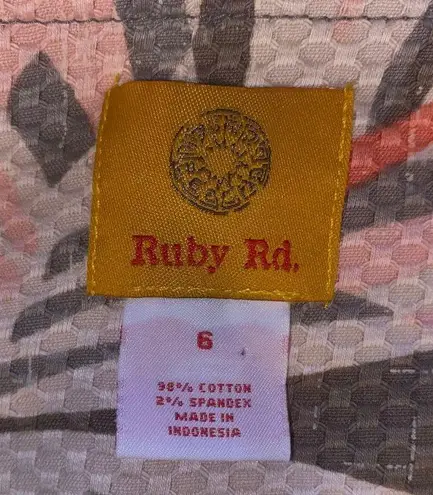 Ruby Rd.
6
98% COTTON
2% SPANDEX
MADE IN
INDONESIA